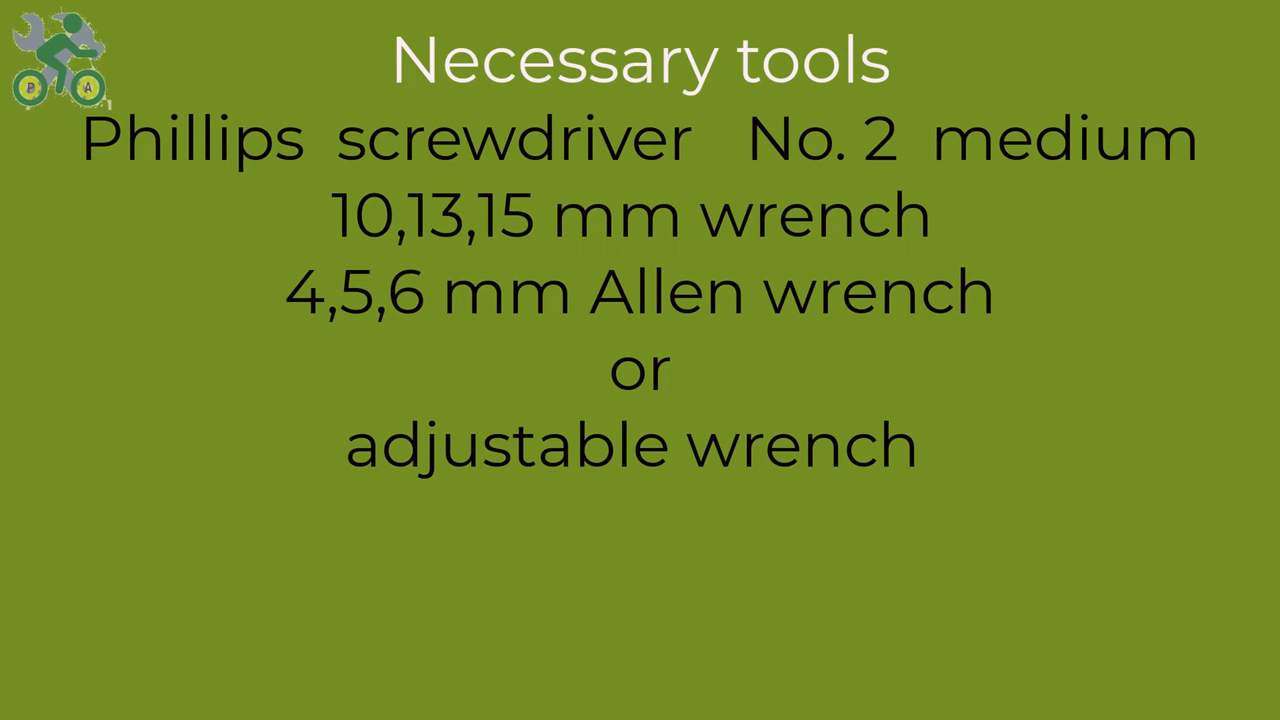 Necessary tools
Phillips screwdriver No. 2 medium
10,13,15 mm wrench
4,5,6 mm Allen wrench
or
adjustable wrench
P A